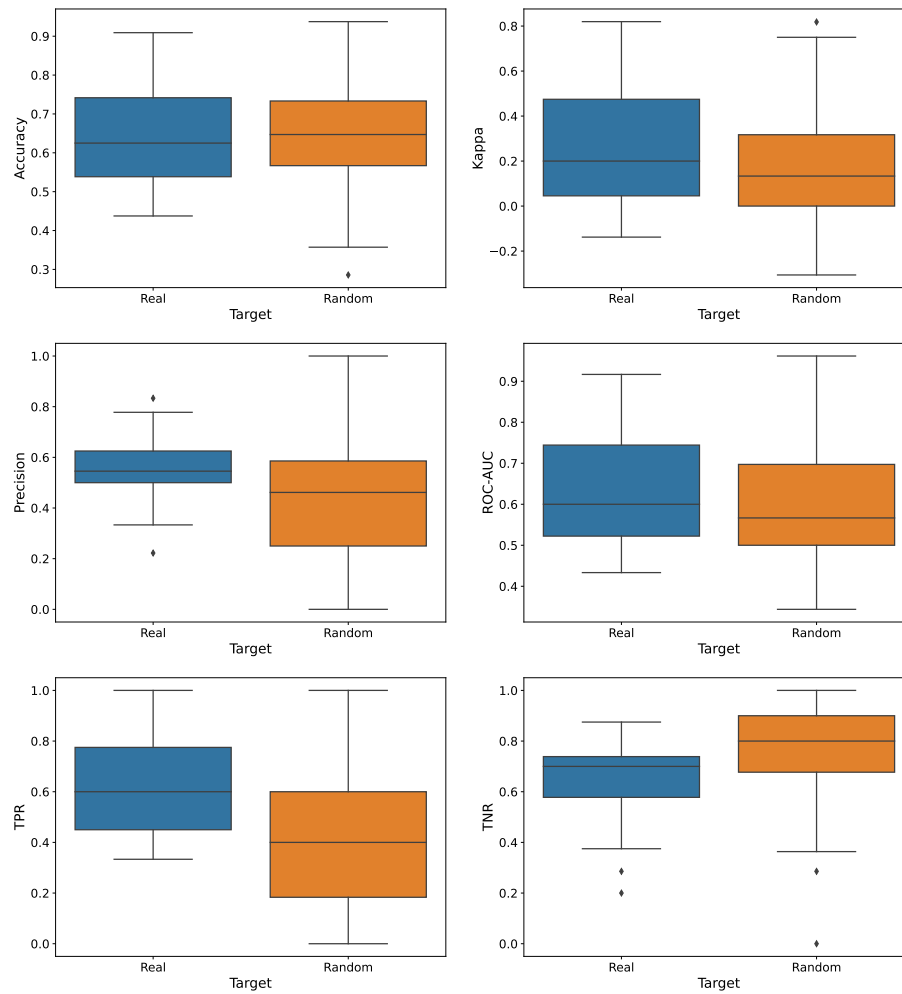 Accuracy
0.9
0.8
0.7
0.6
0.5
0.4
0.3
Real
Random
Target
Kappa
0.8
0.6
0.4
0.2
0.0
−0.2
Real
Random
Target
Precision
1.0
0.8
0.6
0.4
0.2
0.0
Real
Random
Target
ROC-AUC
0.9
0.8
0.7
0.6
0.5
0.4
Real
Random
Target
TPR
1.0
0.8
0.6
0.4
0.2
0.0
Real
Random
Target
TNR
1.0
0.8
0.6
0.4
0.2
0.0
Real
Random
Target